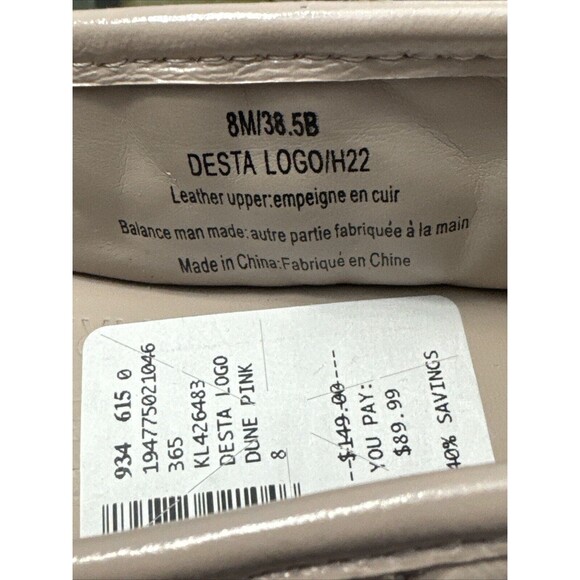 8M/38.5B
DESTA LOGO/H22
Leather upper:empeigne en cuir
Balance man made:autre partie fabriquée à la main
Made in China:Fabriqué en Chine
934 615 0
194775021046
365
KL426483
DESTA LOGO
DUNE PINK
8
--$149.00---
YOU PAY:
$89.99
40% SAVINGS